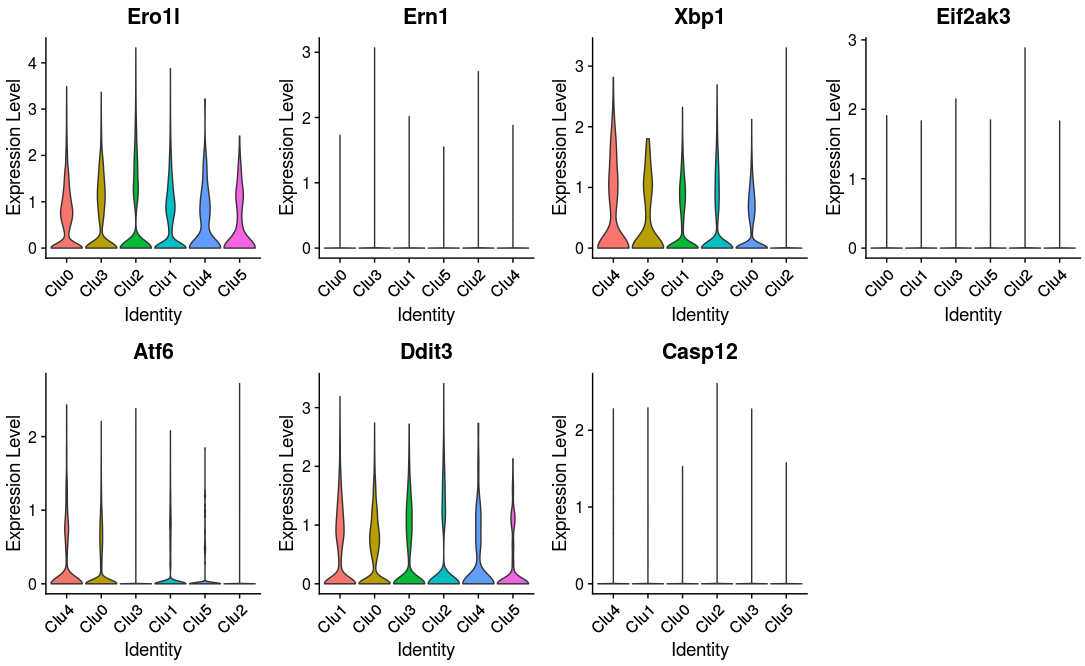 Ero1l
Expression Level
4
3
2
1
0
Clu0 Clu3 Clu2 Clu1 Clu4 Clu5
Identity
Ern1
Expression Level
3
2
1
0
Clu0 Clu3 Clu1 Clu5 Clu2 Clu4
Identity
Xbp1
Expression Level
3
2
1
0
Clu4 Clu5 Clu1 Clu3 Clu0 Clu2
Identity
Eif2ak3
Expression Level
3
2
1
0
Clu0 Clu1 Clu3 Clu5 Clu2 Clu4
Identity
Atf6
Expression Level
2
1
0
Clu4 Clu0 Clu3 Clu1 Clu5 Clu2
Identity
Ddit3
Expression Level
3
2
1
0
Clu1 Clu0 Clu3 Clu2 Clu4 Clu5
Identity
Casp12
Expression Level
2
1
0
Clu4 Clu1 Clu0 Clu2 Clu3 Clu5
Identity